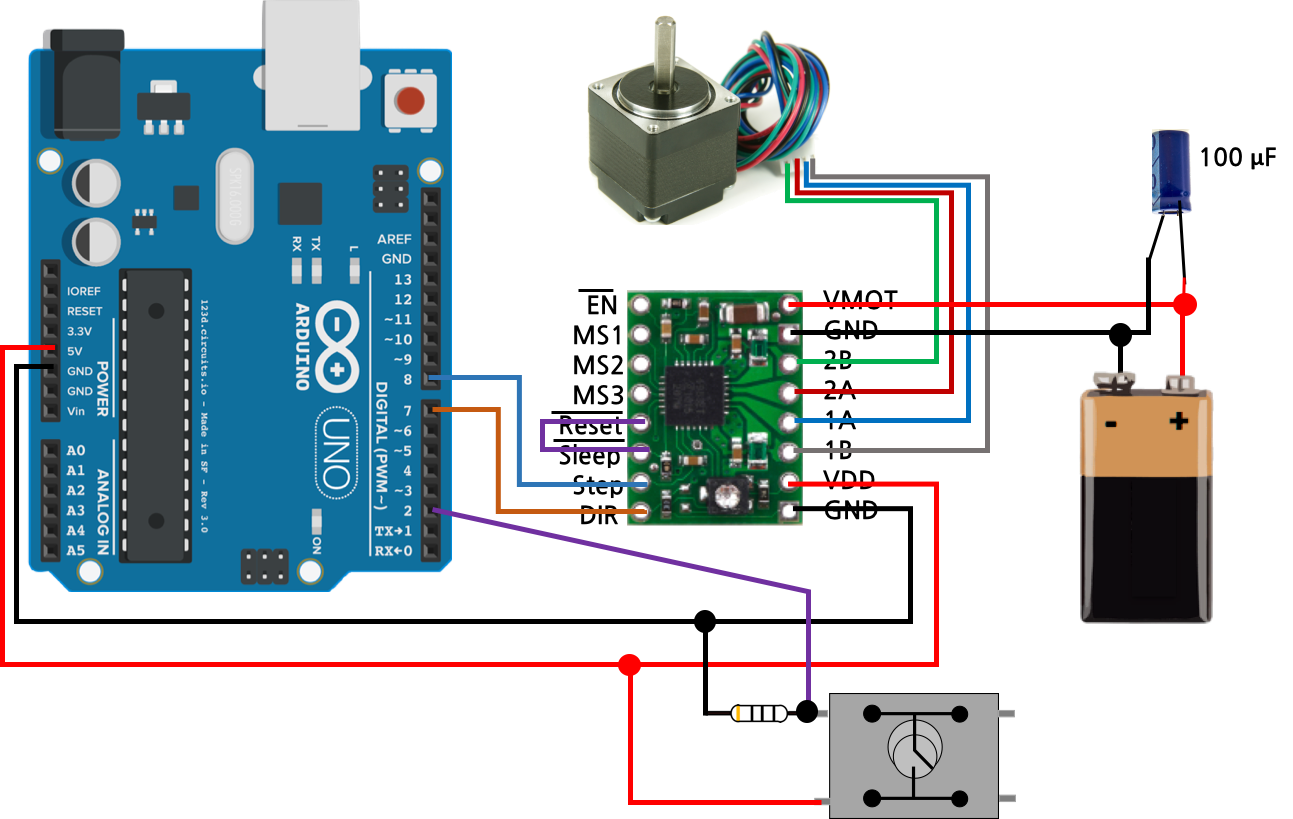 SPK16.000G
AREF
GND
13
12
~11
~10
~9
8
7
~6
~5
4
~3
2
TX→1
RX←0
DIGITAL (PWM~)
RX
TX
L
ARDUINO
UNO
ON
IOREF
RESET
3.3V
5V
GND
GND
Vin
POWER
A0
A1
A2
A3
A4
A5
ANALOG IN
123d.circuits.io - Made in SF - Rev 3.0
EN
MS1
MS2
MS3
Reset
Sleep
Step
DIR
VMOT
GND
2B
2A
1A
1B
VDD
GND
100 µF
- +